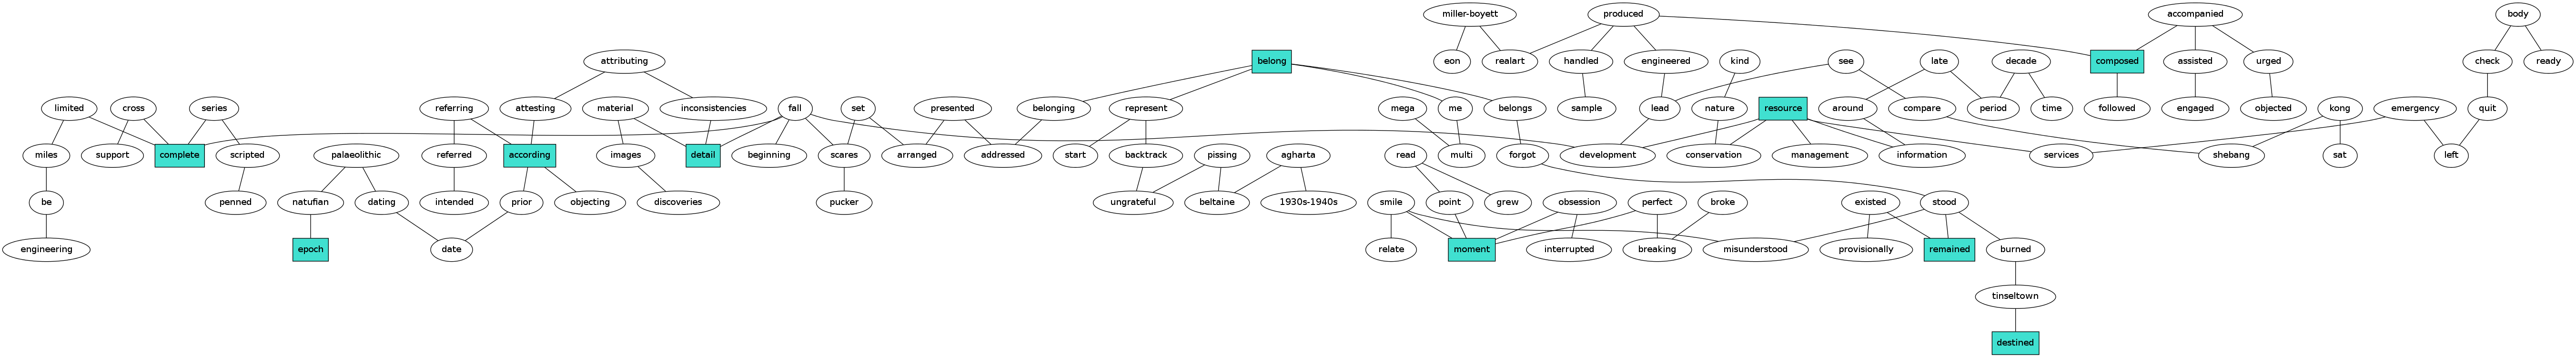 miller-boyett
produced
accompanied
body
attributing
belong
eon
realart
handled
engineered
kind
see
late
decade
composed
assisted
urged
check
ready
limited
cross
series
referring
attesting
material
inconsistencies
fall
set
presented
belonging
represent
mega
me
belongs
sample
lead
nature
resource
around
compare
period
time
followed
engaged
objected
kong
emergency
quit
miles
support
complete
scripted
palaeolithic
referred
according
images
detail
beginning
scares
arranged
addressed
start
backtrack
pissing
agharta
read
multi
forgot
development
conservation
management
information
services
shebang
sat
left
be
penned
natufian
dating
intended
prior
objecting
discoveries
pucker
ungrateful
beltaine
1930s-1940s
smile
point
grew
obsession
perfect
broke
existed
stood
engineering
epoch
date
relate
moment
interrupted
breaking
misunderstood
provisionally
remained
burned
tinseltown
destined